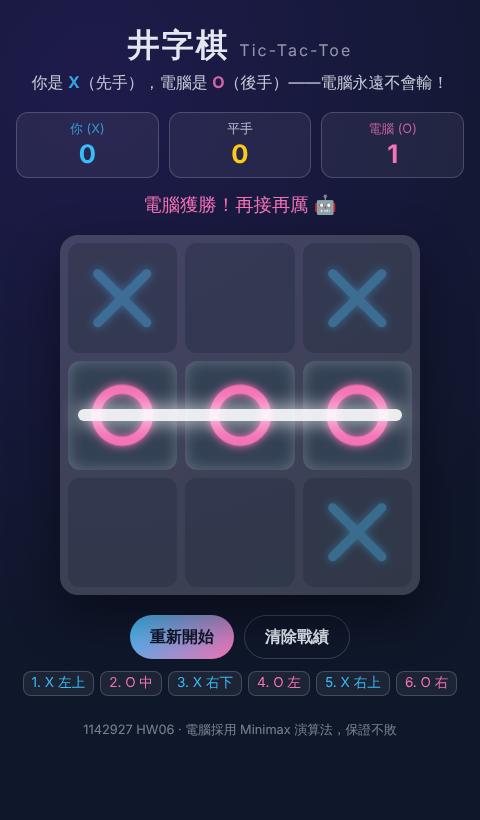 井字棋 Tic-Tac-Toe
你是 X（先手），電腦是 O（後手）——電腦永遠不會輸！
你 (X) 平手 電腦 (O)
0 0 1
電腦獲勝！再接再厲 🤖
重新開始 清除戰績
1. X 左上 2. O 中 3. X 右下 4. O 左 5. X 右上 6. O 右
1142927 HW06 · 電腦採用 Minimax 演算法，保證不敗